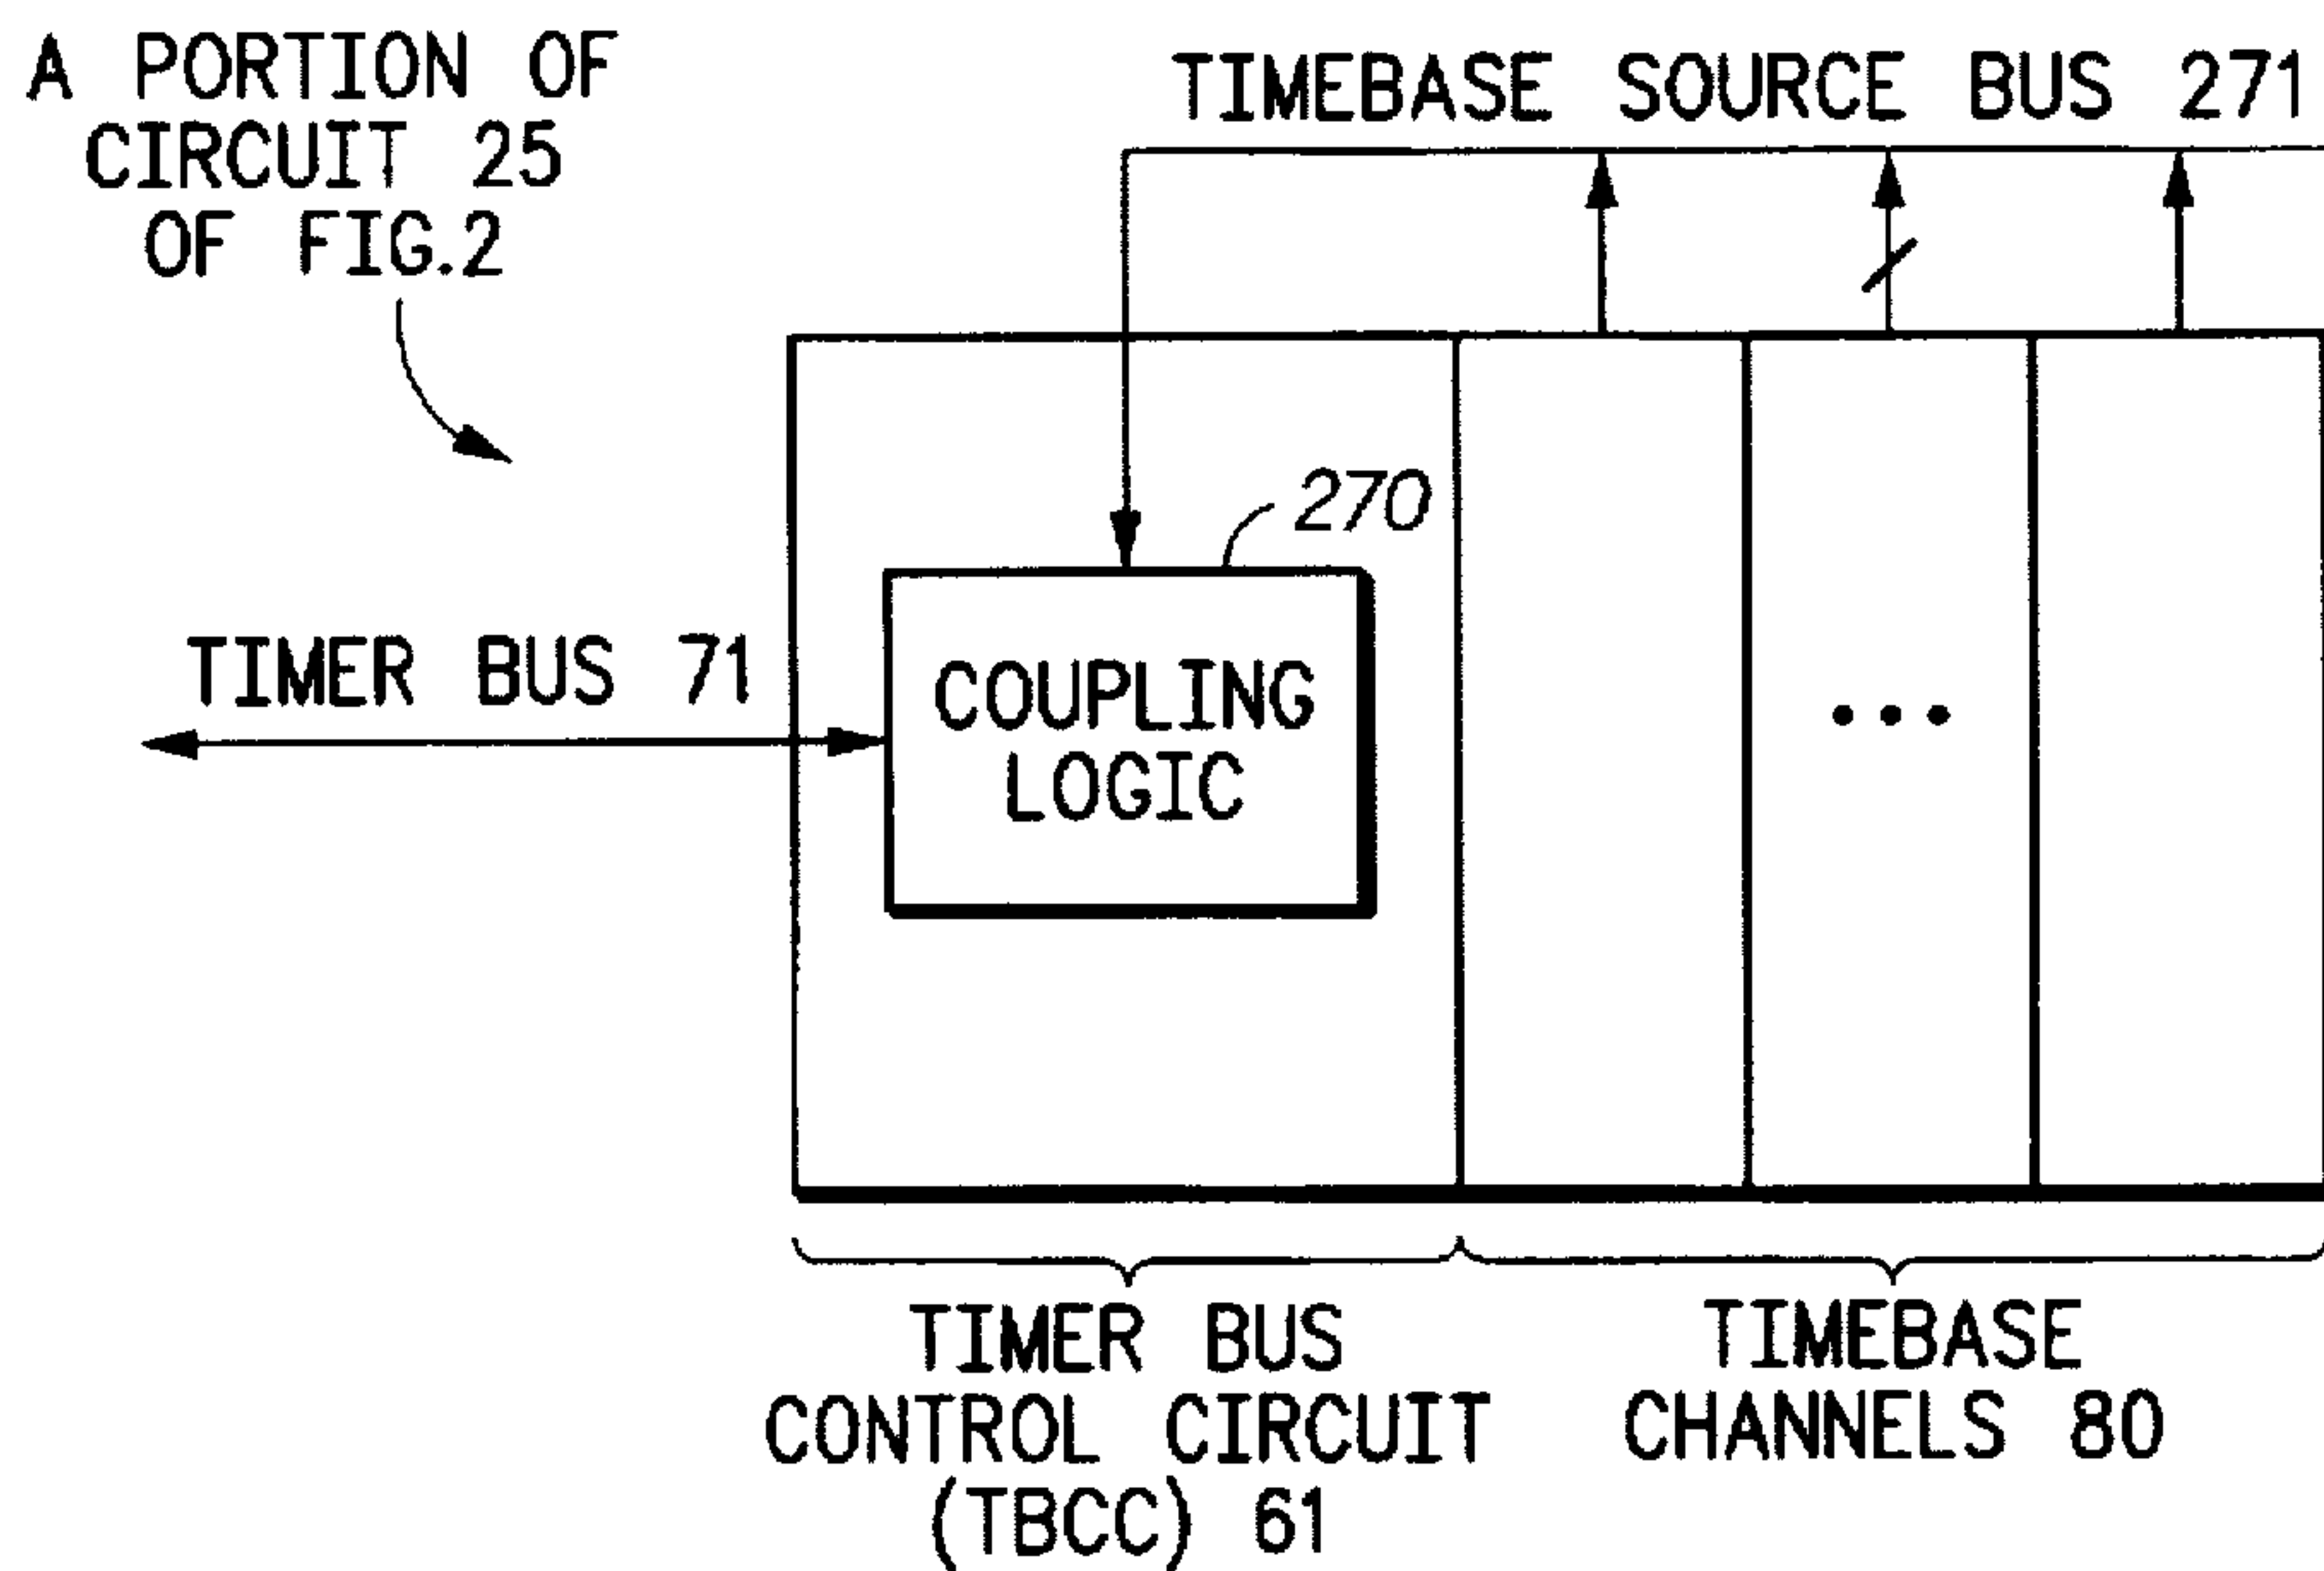 A PORTION OF
CIRCUIT 25
OF FIG.2
TIMEBASE SOURCE BUS 271
270
TIMER BUS 71
COUPLING
LOGIC
•••
TIMER BUS
CONTROL CIRCUIT
(TBCC) 61
TIMEBASE
CHANNELS 80